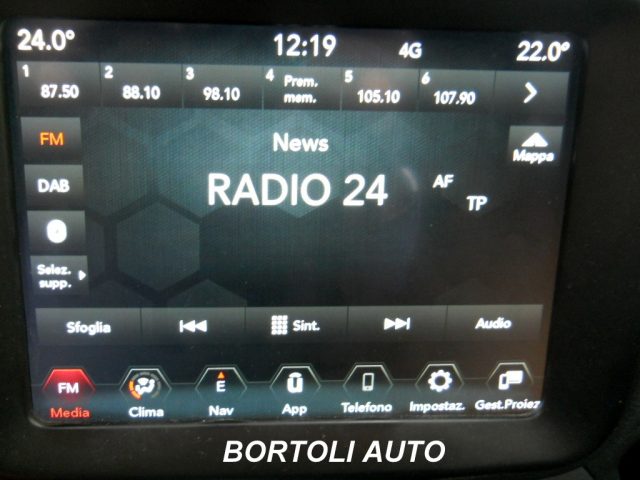 24.0° 12:19 4G 22.0°
1 87.50 2 88.10 3 98.10 4 Prem. mem. 5 105.10 6 107.90
FM
News
Mappa
DAB
RADIO 24 AF TP
Selez. supp.
Sfoglia Sint. Audio
FM E
Media Clima Nav App Telefono Impostaz. Gest.Proiez
BORTOLI AUTO